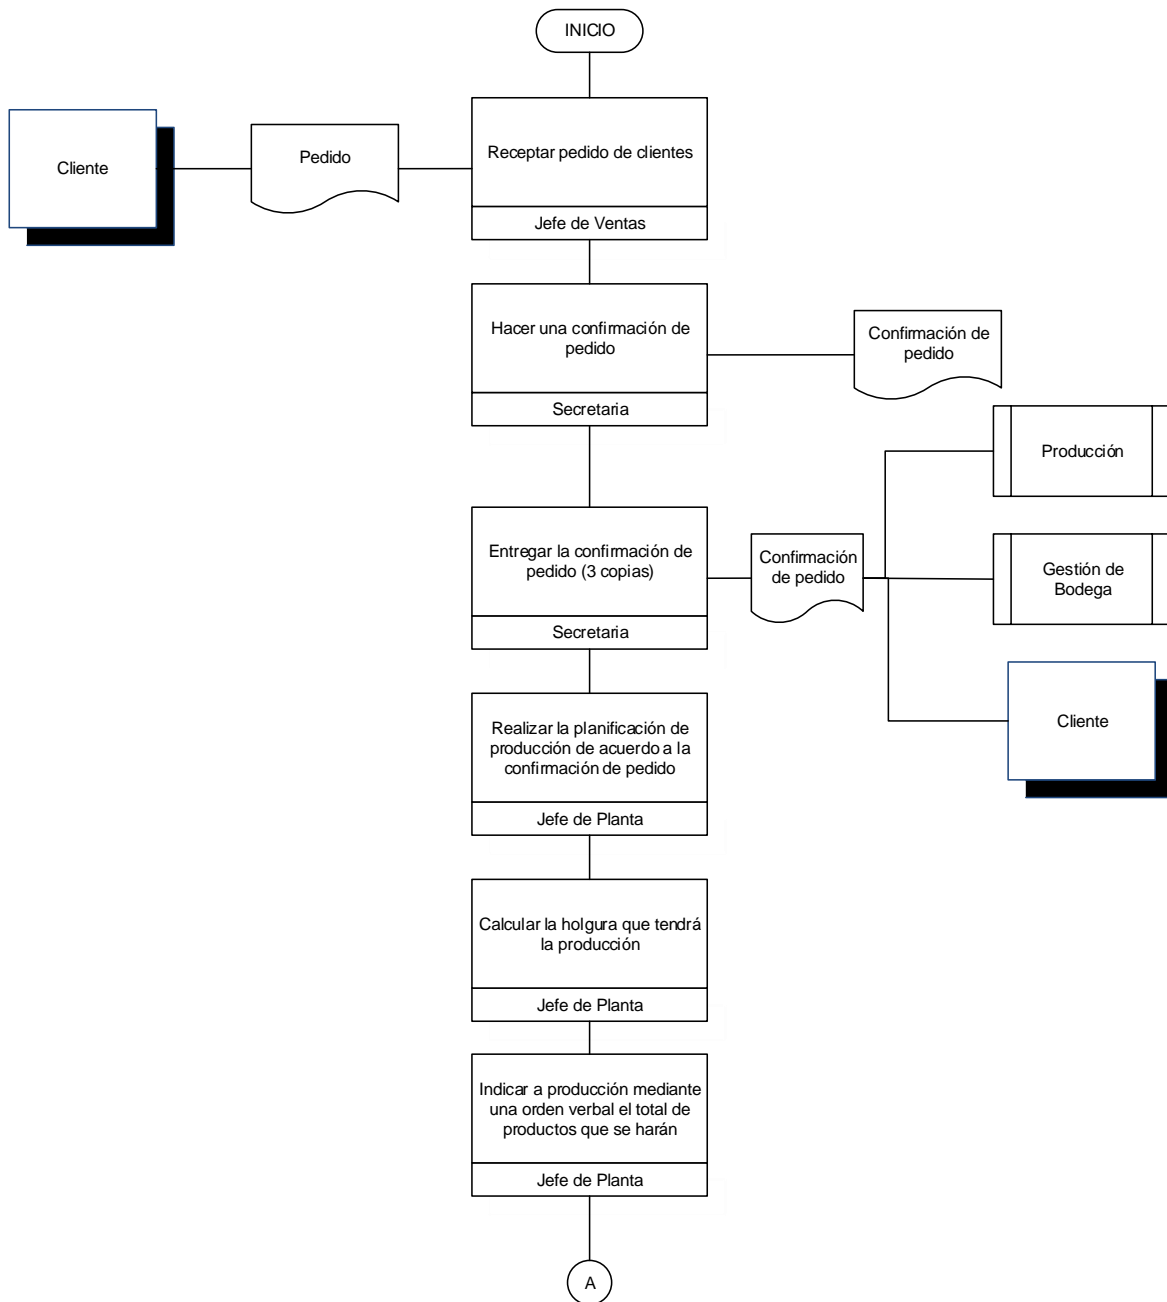 INICIO
Cliente
Pedido
Receptar pedido de clientes
Jefe de Ventas
Hacer una confirmación de
pedido
Secretaria
Confirmación de
pedido
Entregar la confirmación de
pedido (3 copias)
Secretaria
Confirmación
de pedido
Producción
Gestión de
Bodega
Cliente
Realizar la planificación de
producción de acuerdo a la
confirmación de pedido
Jefe de Planta
Calcular la holgura que tendrá
la producción
Jefe de Planta
Indicar a producción mediante
una orden verbal el total de
productos que se harán
Jefe de Planta
A